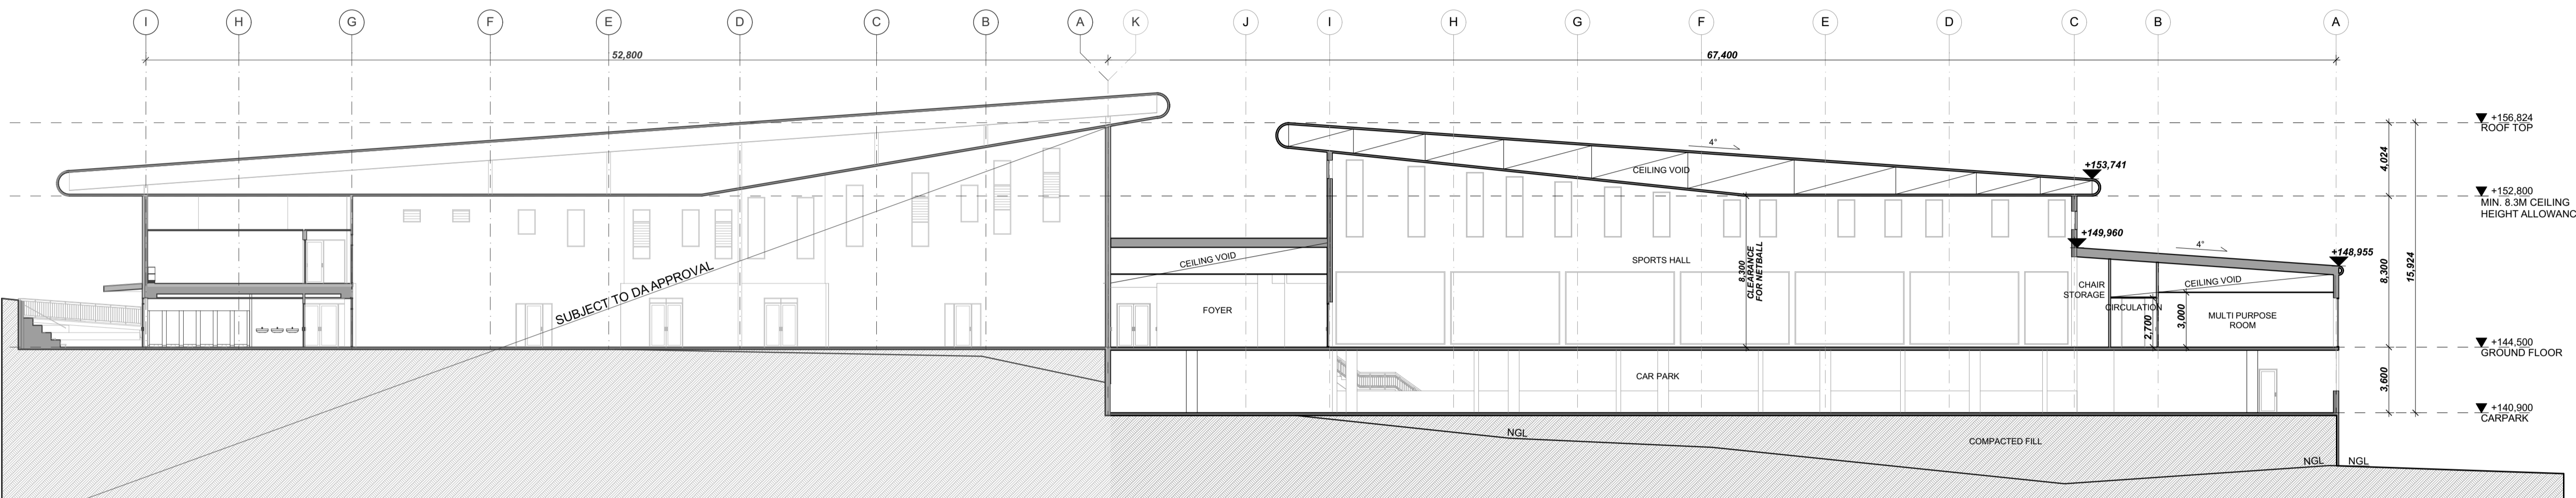 I H G F E D C B A K J I H G F E D C B A
52,800 67,400
+156,824
ROOF TOP
4°
CEILING VOID
+153,741
4,024
15,924
+152,800
MIN. 8.3M CEILING
HEIGHT ALLOWANC
+149,960
4°
+148,955
CEILING VOID
SUBJECT TO DA APPROVAL
SPORTS HALL
8,300
CLEARANCE
FOR NETBALL
CHAIR
STORAGE
CEILING VOID
8,300
FOYER
CIRCULATION
2,700
3,000
MULTI PURPOSE
ROOM
+144,500
GROUND FLOOR
CAR PARK
3,600
+140,900
CARPARK
NGL
COMPACTED FILL
NGL NGL